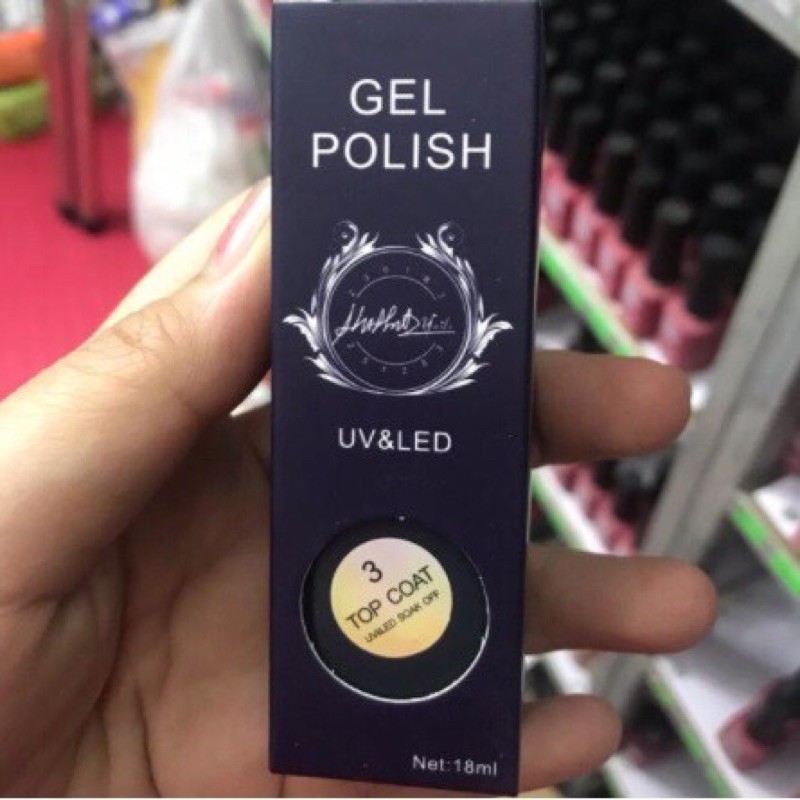 GEL
POLISH
UV&LED
3
TOP COAT
UV&LED SOAK OFF
Net:18ml